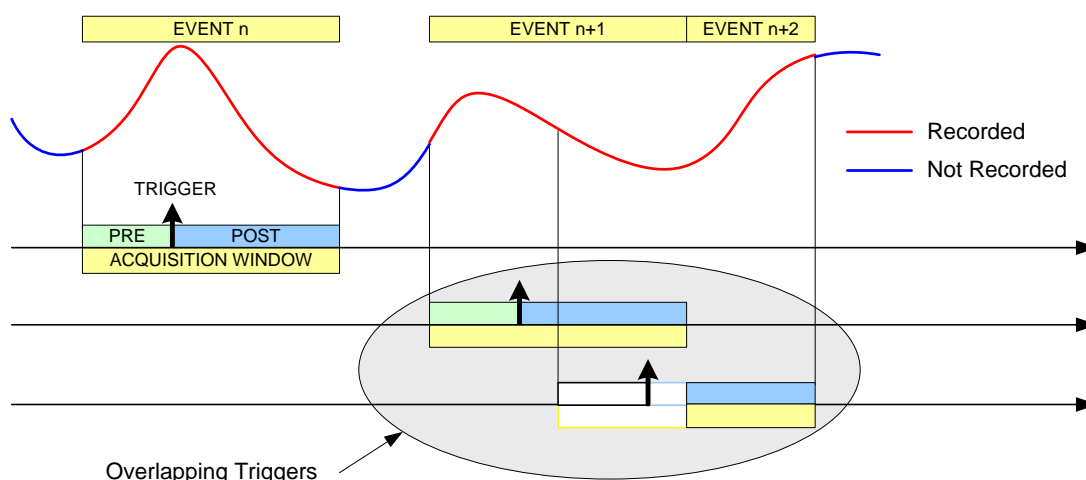 EVENT n
EVENT n+1
EVENT n+2
Recorded
Not Recorded
TRIGGER
PRE
POST
ACQUISITION WINDOW
Overlapping Triggers